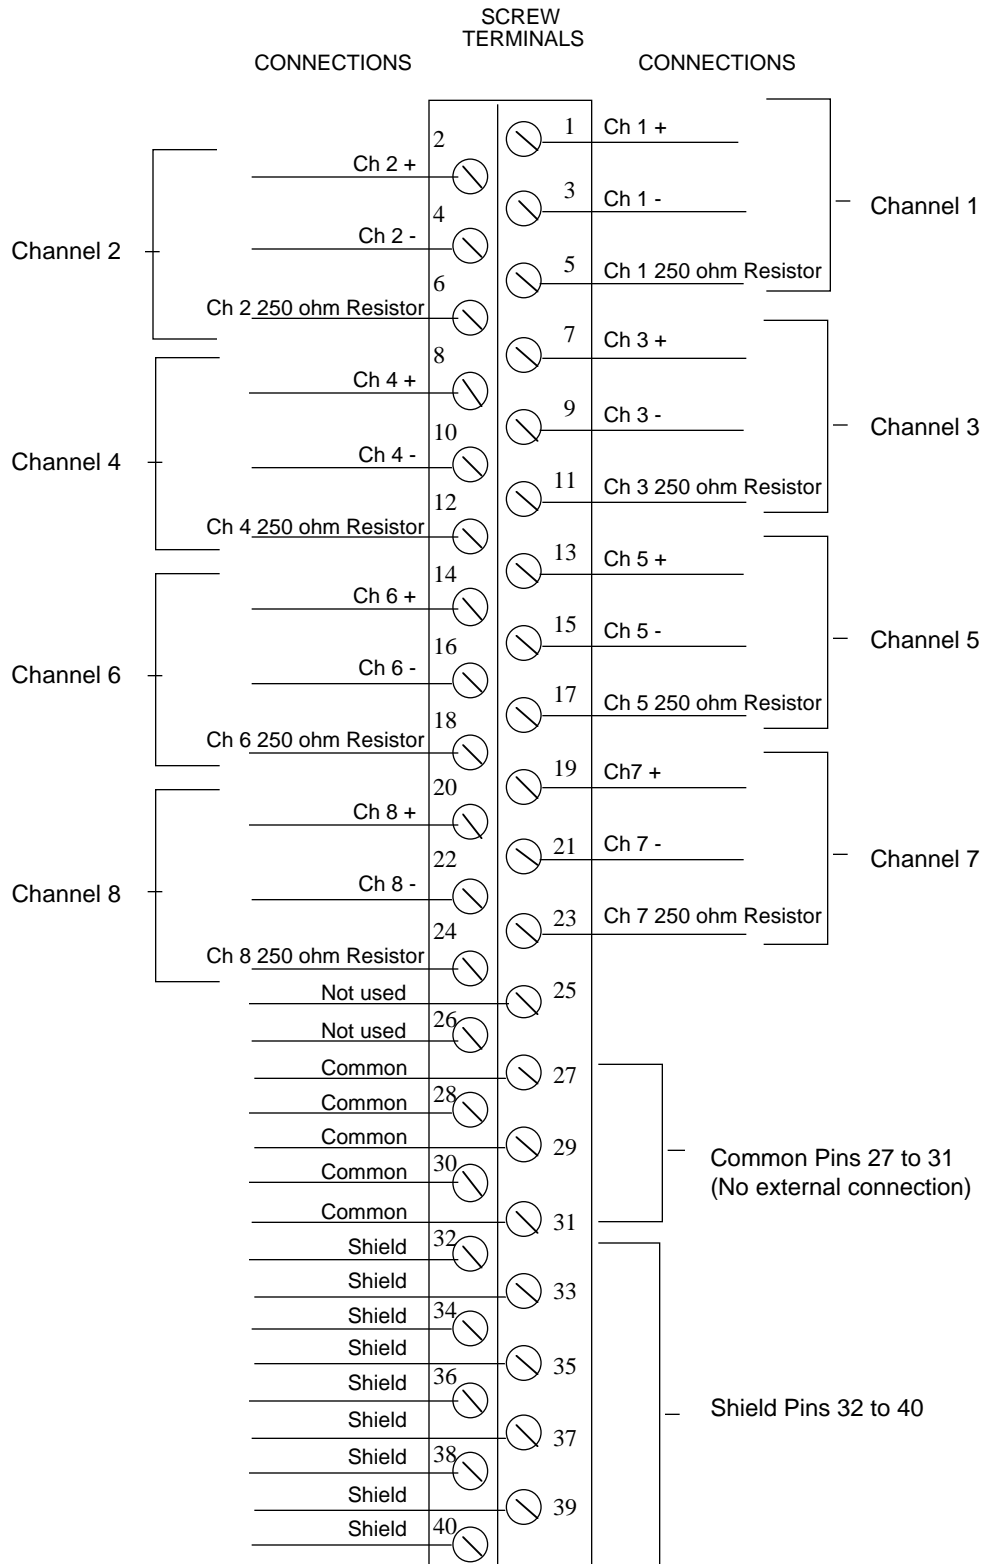 SCREW
TERMINALS
CONNECTIONS
CONNECTIONS
1 Ch 1 +
2
Ch 2 +
3 Ch 1 -
Channel 1
4
Ch 2 -
Channel 2
5 Ch 1 250 ohm Resistor
6
Ch 2 250 ohm Resistor
7 Ch 3 +
8
Ch 4 +
9 Ch 3 -
Channel 3
10
Ch 4 -
Channel 4
11 Ch 3 250 ohm Resistor
12
Ch 4 250 ohm Resistor
13 Ch 5 +
14
Ch 6 +
15 Ch 5 -
Channel 5
16
Ch 6 -
Channel 6
17 Ch 5 250 ohm Resistor
18
Ch 6 250 ohm Resistor
19 Ch7 +
20
Ch 8 +
21 Ch 7 -
Channel 7
22
Ch 8 -
Channel 8
23 Ch 7 250 ohm Resistor
24
Ch 8 250 ohm Resistor
Not used 25
Not used 26
Common 27
Common 28
Common 29
Common Pins 27 to 31
(No external connection)
Common 30
Common 31
Shield 32
Shield 33
Shield 34
Shield 35
Shield 36
Shield Pins 32 to 40
Shield 37
Shield 38
Shield 39
Shield 40